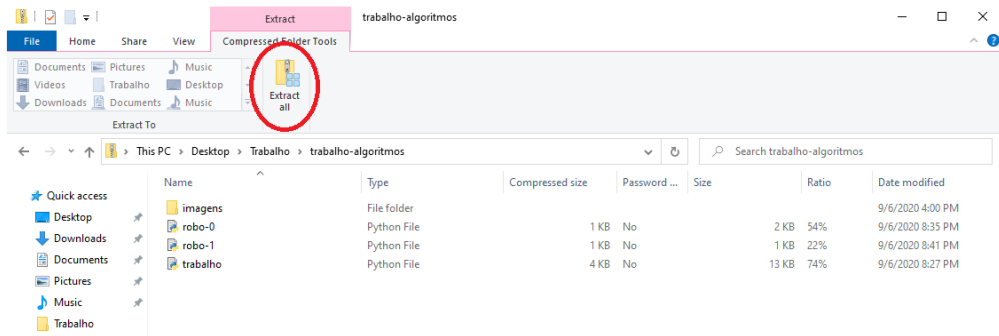 Extract
trabalho-algoritmos
File Home Share View Compressed Folder Tools
Documents Pictures Music
Videos Trabalho Desktop
Downloads Documents Music
Extract all
Extract To
This PC > Desktop > Trabalho > trabalho-algoritmos
Search trabalho-algoritmos
Name Type Compressed size Password ... Size Ratio Date modified
imagens File folder 9/6/2020 4:00 PM
robo-0 Python File 1 KB No 2 KB 54% 9/6/2020 8:35 PM
robo-1 Python File 1 KB No 1 KB 22% 9/6/2020 8:41 PM
trabalho Python File 4 KB No 13 KB 74% 9/6/2020 8:27 PM
Quick access
Desktop
Downloads
Documents
Pictures
Music
Trabalho